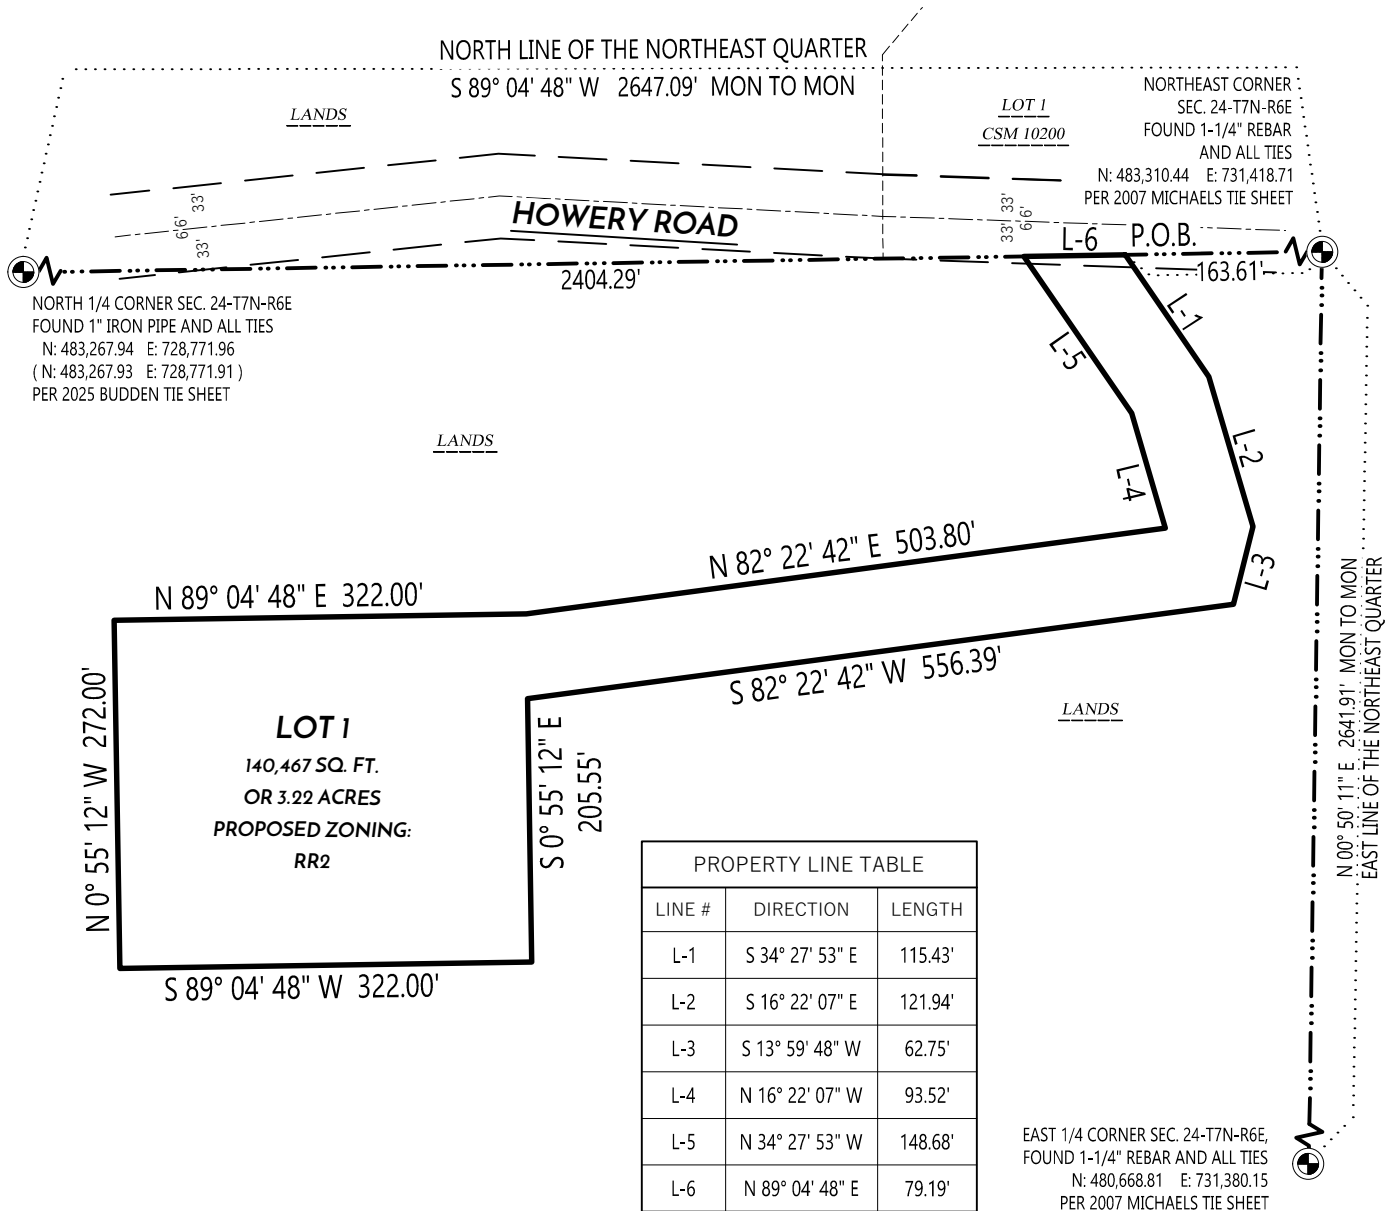 NORTH LINE OF THE NORTHEAST QUARTER
S 89° 04' 48" W 2647.09' MON TO MON
LANDS
LOT 1
CSM 10200
NORTHEAST CORNER
SEC. 24-T7N-R6E
FOUND 1-1/4" REBAR
AND ALL TIES
N: 483,310.44 E: 731,418.71
PER 2007 MICHAELS TIE SHEET
33'
66'
33'
HOWERY ROAD
33'
66'
33'
L-6
P.O.B.
2404.29'
163.61'
NORTH 1/4 CORNER SEC. 24-T7N-R6E
FOUND 1" IRON PIPE AND ALL TIES
N: 483,267.94 E: 728,771.96
( N: 483,267.93 E: 728,771.91 )
PER 2025 BUDDEN TIE SHEET
L-1
L-5
LANDS
L-2
L-4
N 82° 22' 42" E 503.80'
L-3
N 89° 04' 48" E 322.00'
S 82° 22' 42" W 556.39'
LANDS
N 0° 55' 12" W 272.00'
LOT 1
140,467 SQ. FT.
OR 3.22 ACRES
PROPOSED ZONING:
RR2
S 0° 55' 12" E
205.55'
S 89° 04' 48" W 322.00'
N 00° 50' 11" E 2641.91' MON TO MON
EAST LINE OF THE NORTHEAST QUARTER
PROPERTY LINE TABLE
LINE # DIRECTION LENGTH
L-1 S 34° 27' 53" E 115.43'
L-2 S 16° 22' 07" E 121.94'
L-3 S 13° 59' 48" W 62.75'
L-4 N 16° 22' 07" W 93.52'
L-5 N 34° 27' 53" W 148.68'
L-6 N 89° 04' 48" E 79.19'
EAST 1/4 CORNER SEC. 24-T7N-R6E,
FOUND 1-1/4" REBAR AND ALL TIES
N: 480,668.81 E: 731,380.15
PER 2007 MICHAELS TIE SHEET